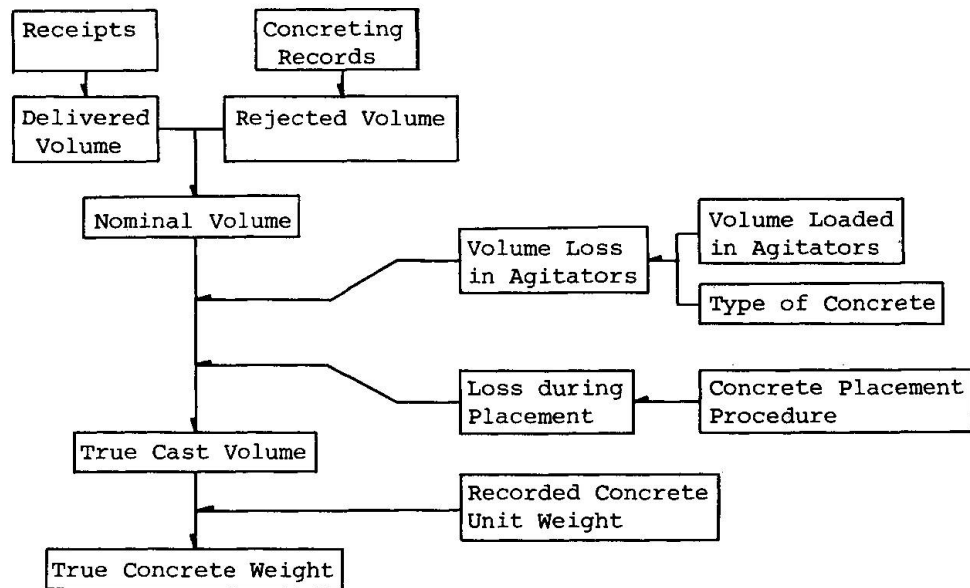 Receipts
Concreting
Records
Delivered
Volume
Rejected Volume
Nominal Volume
Volume Loss
in Agitators
Volume Loaded
in Agitators
Type of Concrete
Loss during
Placement
Concrete Placement
Procedure
True Cast Volume
Recorded Concrete
Unit Weight
True Concrete Weight